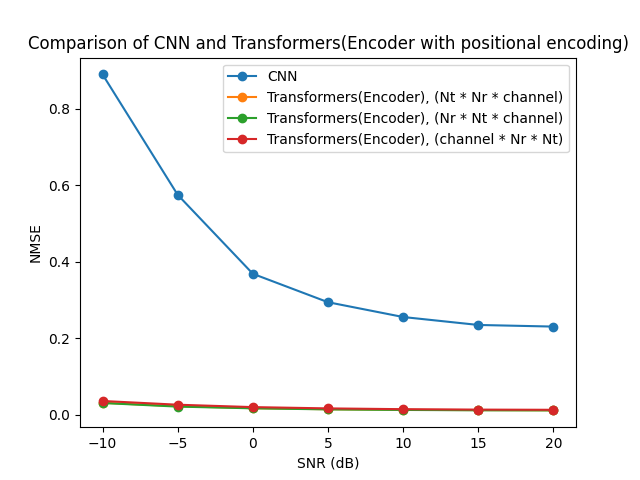 Comparison of CNN and Transformers(Encoder with positional encoding)
CNN
Transformers(Encoder), (Nt * Nr * channel)
Transformers(Encoder), (Nr * Nt * channel)
Transformers(Encoder), (channel * Nr * Nt)
NMSE
0.8
0.6
0.4
0.2
0.0
−10 −5 0 5 10 15 20
SNR (dB)